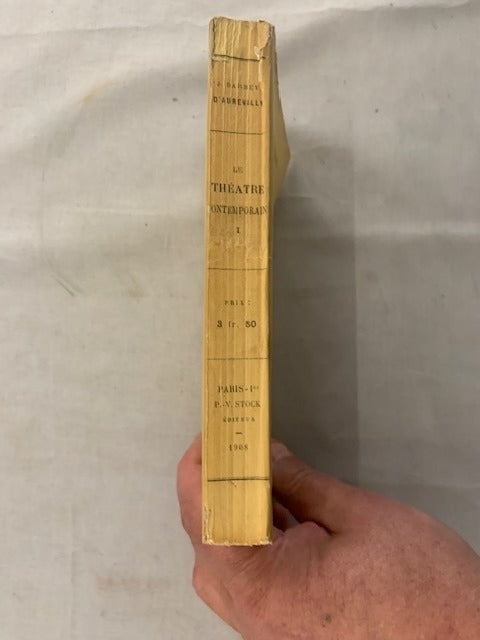 J. BARBEY
D'AUREVILLY
LE
THÉATRE
CONTEMPORAIN
I
PRIX :
3 fr. 50
PARIS-1er
P.-V. STOCK
ÉDITEUR
1908